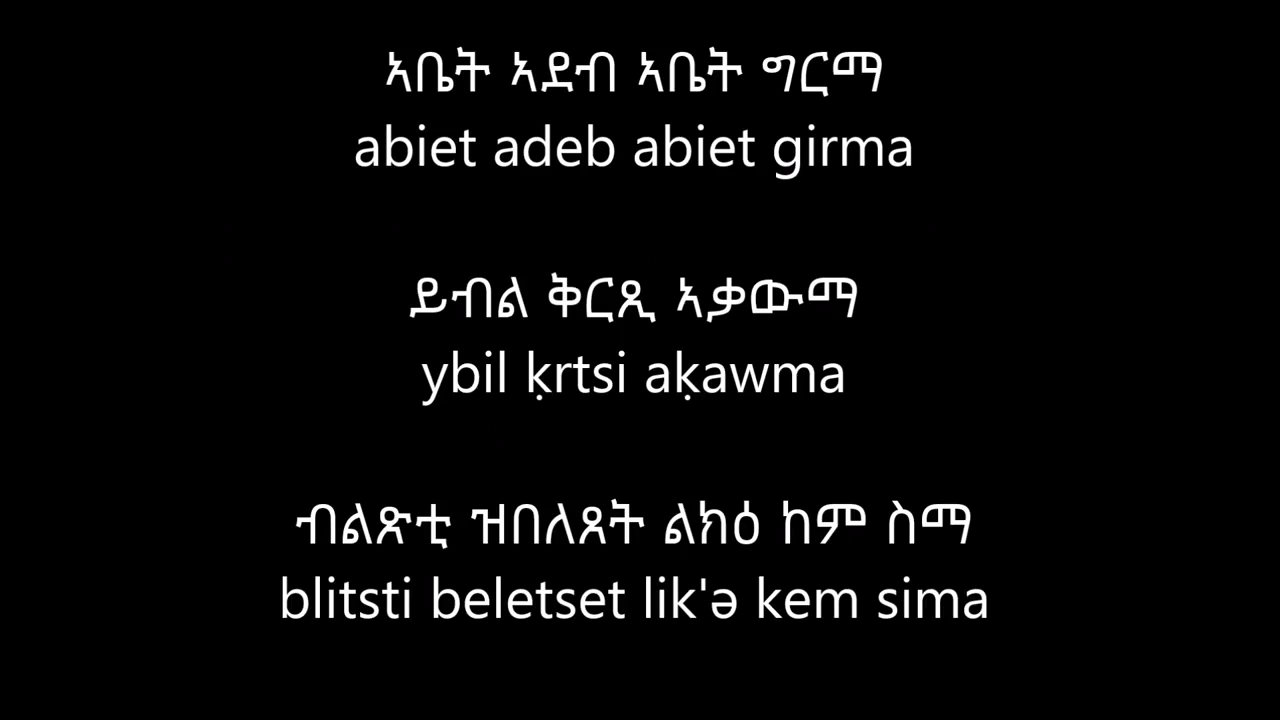 ኣቤት ኣደብ ኣቤት ግርማ
abiet adeb abiet girma
ይብል ቅርጺ ኣቃውማ
ybil ḳrtsi aḳawma
ብልጽቲ ዝበለጸት ልክዕ ከም ስማ
blitsti beletset lik'ə kem sima